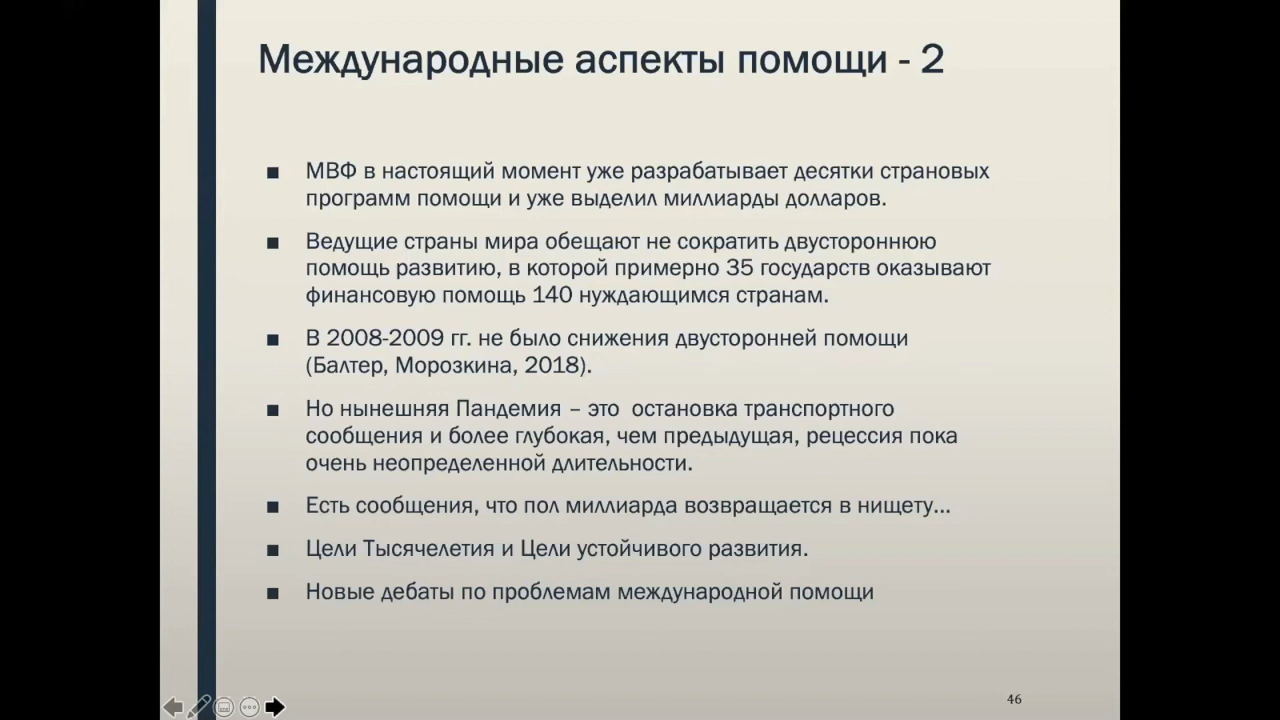 Международные аспекты помощи - 2
МВФ в настоящий момент уже разрабатывает десятки страновых
программ помощи и уже выделил миллиарды долларов.
Ведущие страны мира обещают не сократить двустороннюю
помощь развитию, в которой примерно 35 государств оказывают
финансовую помощь 140 нуждающимся странам.
В 2008-2009 гг. не было снижения двусторонней помощи
(Балтер, Морозкина, 2018).
Но нынешняя Пандемия – это  остановка транспортного
сообщения и более глубокая, чем предыдущая, рецессия пока
очень неопределенной длительности.
Есть сообщения, что пол миллиарда возвращается в нищету...
Цели Тысячелетия и Цели устойчивого развития.
Новые дебаты по проблемам международной помощи
46